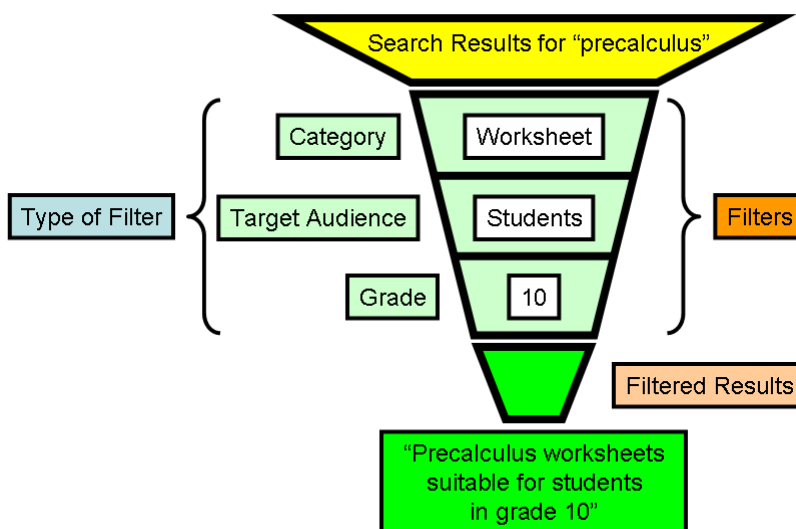 Search Results for “precalculus”
Category
Worksheet
Type of Filter
Target Audience
Students
Filters
Grade
10
Filtered Results
“Precalculus worksheets
suitable for students
in grade 10”